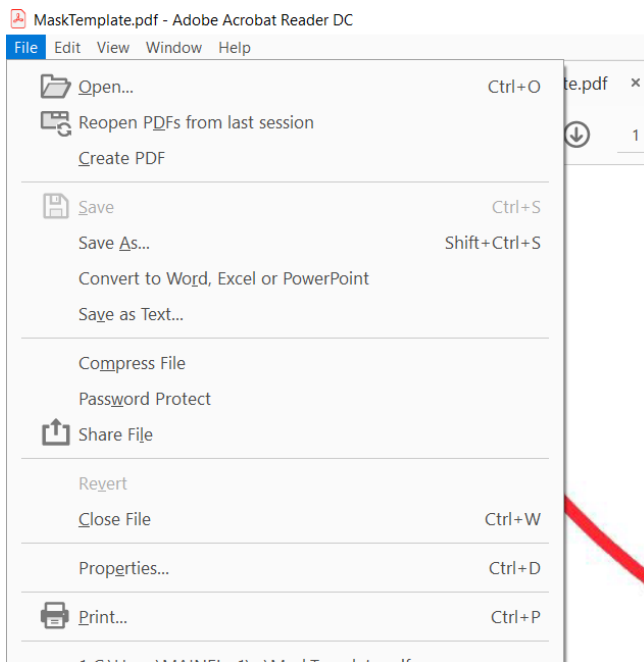 MaskTemplate.pdf - Adobe Acrobat Reader DC
File Edit View Window Help
Open... Ctrl+O
te.pdf ×
Reopen PDFs from last session
1
Create PDF
Save Ctrl+S
Save As... Shift+Ctrl+S
Convert to Word, Excel or PowerPoint
Save as Text...
Compress File
Password Protect
Share File
Revert
Close File Ctrl+W
Properties... Ctrl+D
Print... Ctrl+P